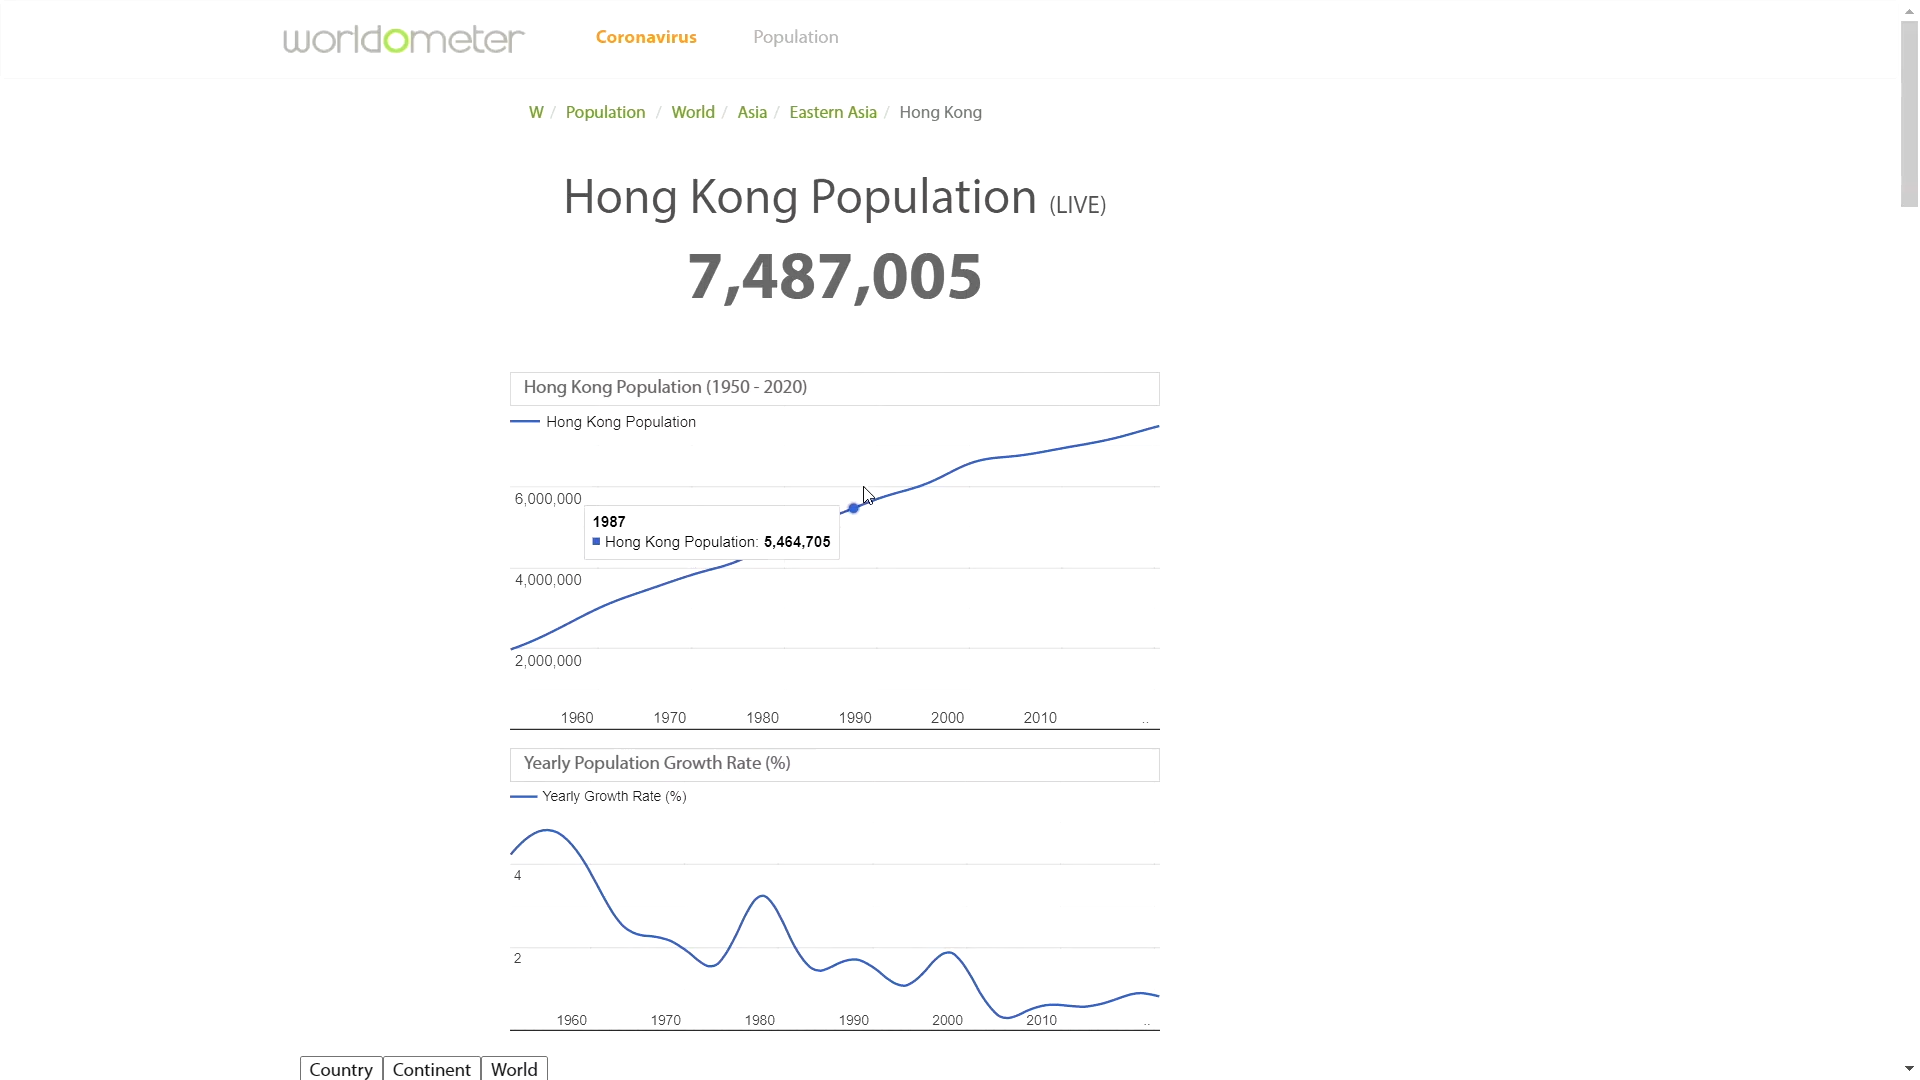 worldometer
Coronavirus
Population
W / Population / World / Asia / Eastern Asia / Hong Kong
Hong Kong Population (LIVE)
7,487,005
Hong Kong Population (1950 - 2020)
Hong Kong Population
6,000,000
1987
Hong Kong Population: 5,464,705
4,000,000
2,000,000
1960 1970 1980 1990 2000 2010 ..
Yearly Population Growth Rate (%)
Yearly Growth Rate (%)
4
2
1960 1970 1980 1990 2000 2010 ..
Country Continent World